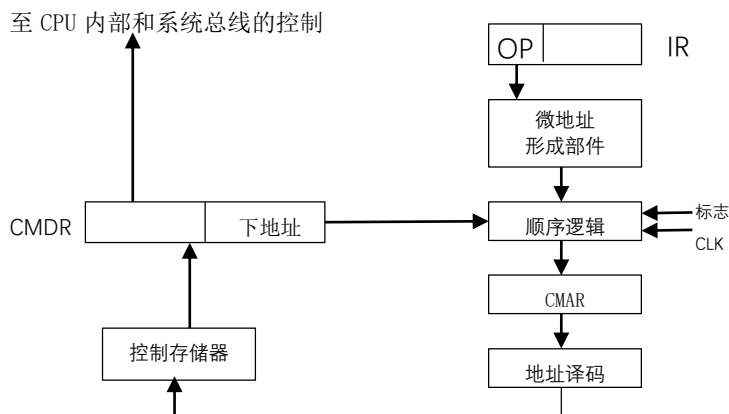 至 CPU 内部和系统总线的控制
OP
IR
微地址
形成部件
CMDR
下地址
顺序逻辑
标志
CLK
CMAR
控制存储器
地址译码